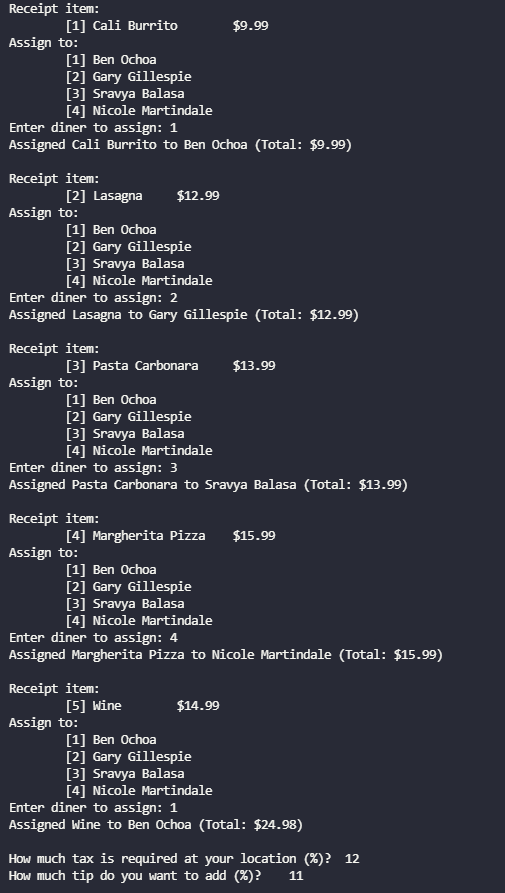 Receipt item:
[1] Cali Burrito $9.99
Assign to:
[1] Ben Ochoa
[2] Gary Gillespie
[3] Sravya Balasa
[4] Nicole Martindale
Enter diner to assign: 1
Assigned Cali Burrito to Ben Ochoa (Total: $9.99)

Receipt item:
[2] Lasagna $12.99
Assign to:
[1] Ben Ochoa
[2] Gary Gillespie
[3] Sravya Balasa
[4] Nicole Martindale
Enter diner to assign: 2
Assigned Lasagna to Gary Gillespie (Total: $12.99)

Receipt item:
[3] Pasta Carbonara $13.99
Assign to:
[1] Ben Ochoa
[2] Gary Gillespie
[3] Sravya Balasa
[4] Nicole Martindale
Enter diner to assign: 3
Assigned Pasta Carbonara to Sravya Balasa (Total: $13.99)

Receipt item:
[4] Margherita Pizza $15.99
Assign to:
[1] Ben Ochoa
[2] Gary Gillespie
[3] Sravya Balasa
[4] Nicole Martindale
Enter diner to assign: 4
Assigned Margherita Pizza to Nicole Martindale (Total: $15.99)

Receipt item:
[5] Wine $14.99
Assign to:
[1] Ben Ochoa
[2] Gary Gillespie
[3] Sravya Balasa
[4] Nicole Martindale
Enter diner to assign: 1
Assigned Wine to Ben Ochoa (Total: $24.98)

How much tax is required at your location (%)? 12
How much tip do you want to add (%)? 11